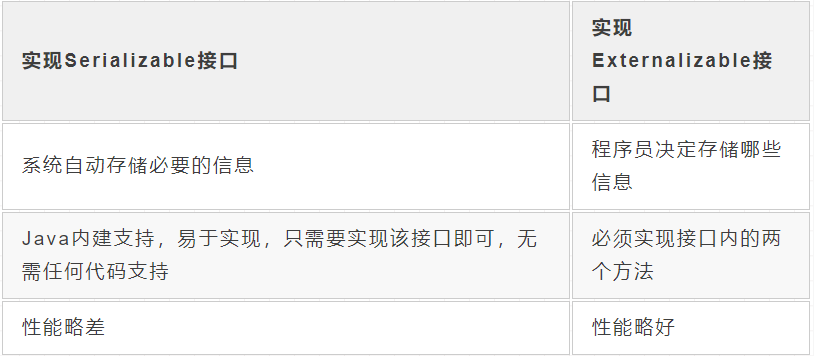 实现Serializable接口
实现
Externalizable接
口
系统自动存储必要的信息
程序员决定存储哪些
信息
Java内建支持，易于实现，只需要实现该接口即可，无
需任何代码支持
必须实现接口内的两
个方法
性能略差
性能略好